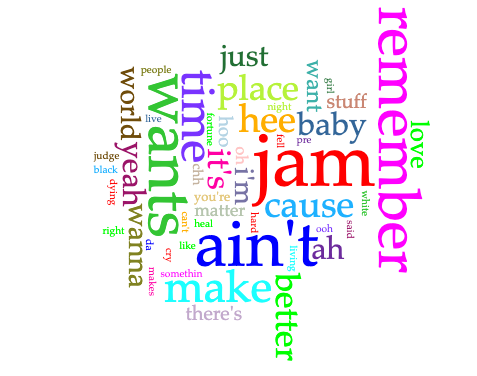 remember
just
people
place
want
girl
stuff
world
wants
time
night
live
fortune
hoo
hee
baby
love
fell
pre
yeah
judge
black
dying
it's
oh
jam
chh
i'm
you're
matter
cause
white
wanna
can't
heal
hard
said
right
da
like
ain't
ooh
ah
cry
living
makes
somethin
make
better
there's